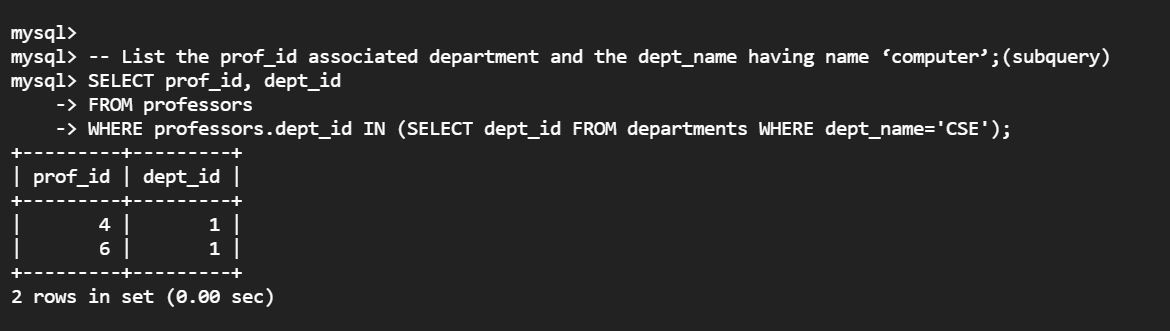 mysql>
mysql> -- List the prof_id associated department and the dept_name having name ‘computer’;(subquery)
mysql> SELECT prof_id, dept_id
    -> FROM professors
    -> WHERE professors.dept_id IN (SELECT dept_id FROM departments WHERE dept_name='CSE');
+---------+---------+
| prof_id | dept_id |
+---------+---------+
|       4 |       1 |
|       6 |       1 |
+---------+---------+
2 rows in set (0.00 sec)